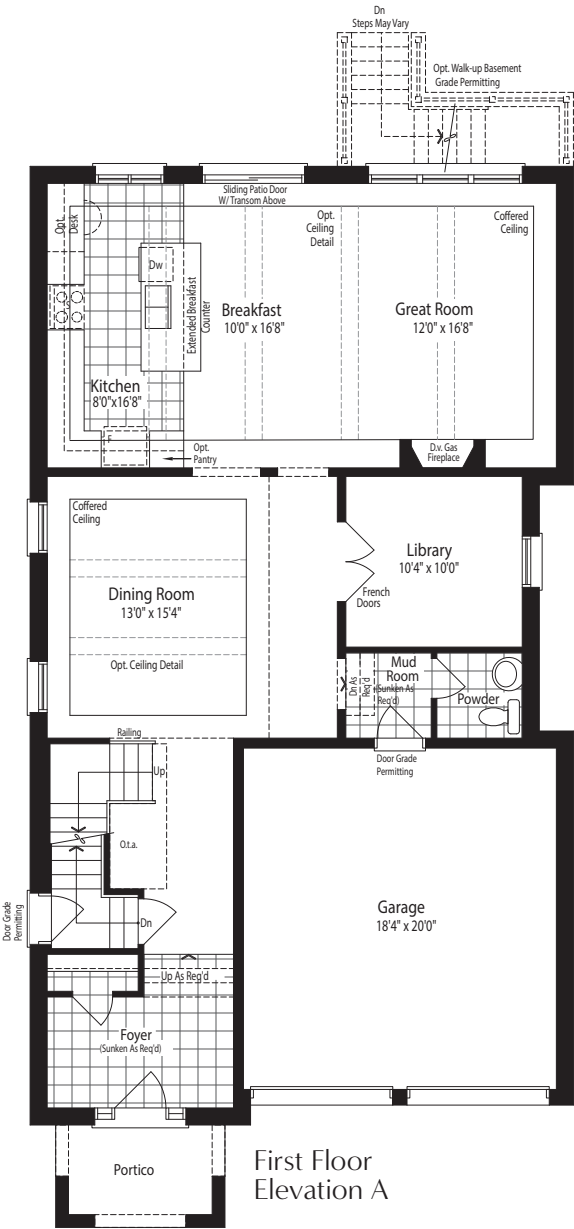 Dn
Steps May Vary
Opt. Walk-up Basement
Grade Permitting
Sliding Patio Door
W/ Transom Above
Opt.
Desk
Opt.
Ceiling
Detail
Coffered
Ceiling
Dw
Extended Breakfast
Counter
Breakfast
10'0" x 16'8"
Great Room
12'0" x 16'8"
S
Kitchen
8'0"x16'8"
F
Opt.
Pantry
D.v. Gas
Fireplace
Coffered
Ceiling
Library
10'4" x 10'0"
French
Doors
Dining Room
13'0" x 15'4"
Opt. Ceiling Detail
Dn As
Req'd
Mud
Room
(Sunken As
Req'd)
Powder
Railing
Door Grade
Permitting
Up
O.t.a.
Door Grade
Permitting
Dn
Garage
18'4" x 20'0"
Up As Req'd
Foyer
(Sunken As Req'd)
Portico
First Floor
Elevation A